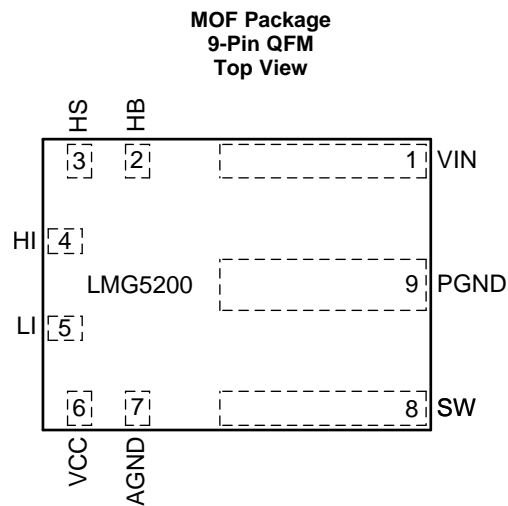 MOF Package
9-Pin QFM
Top View
HS
HB
3
2
1
VIN
HI
4
LMG5200
9
PGND
LI
5
6
7
8
SW
VCC
AGND